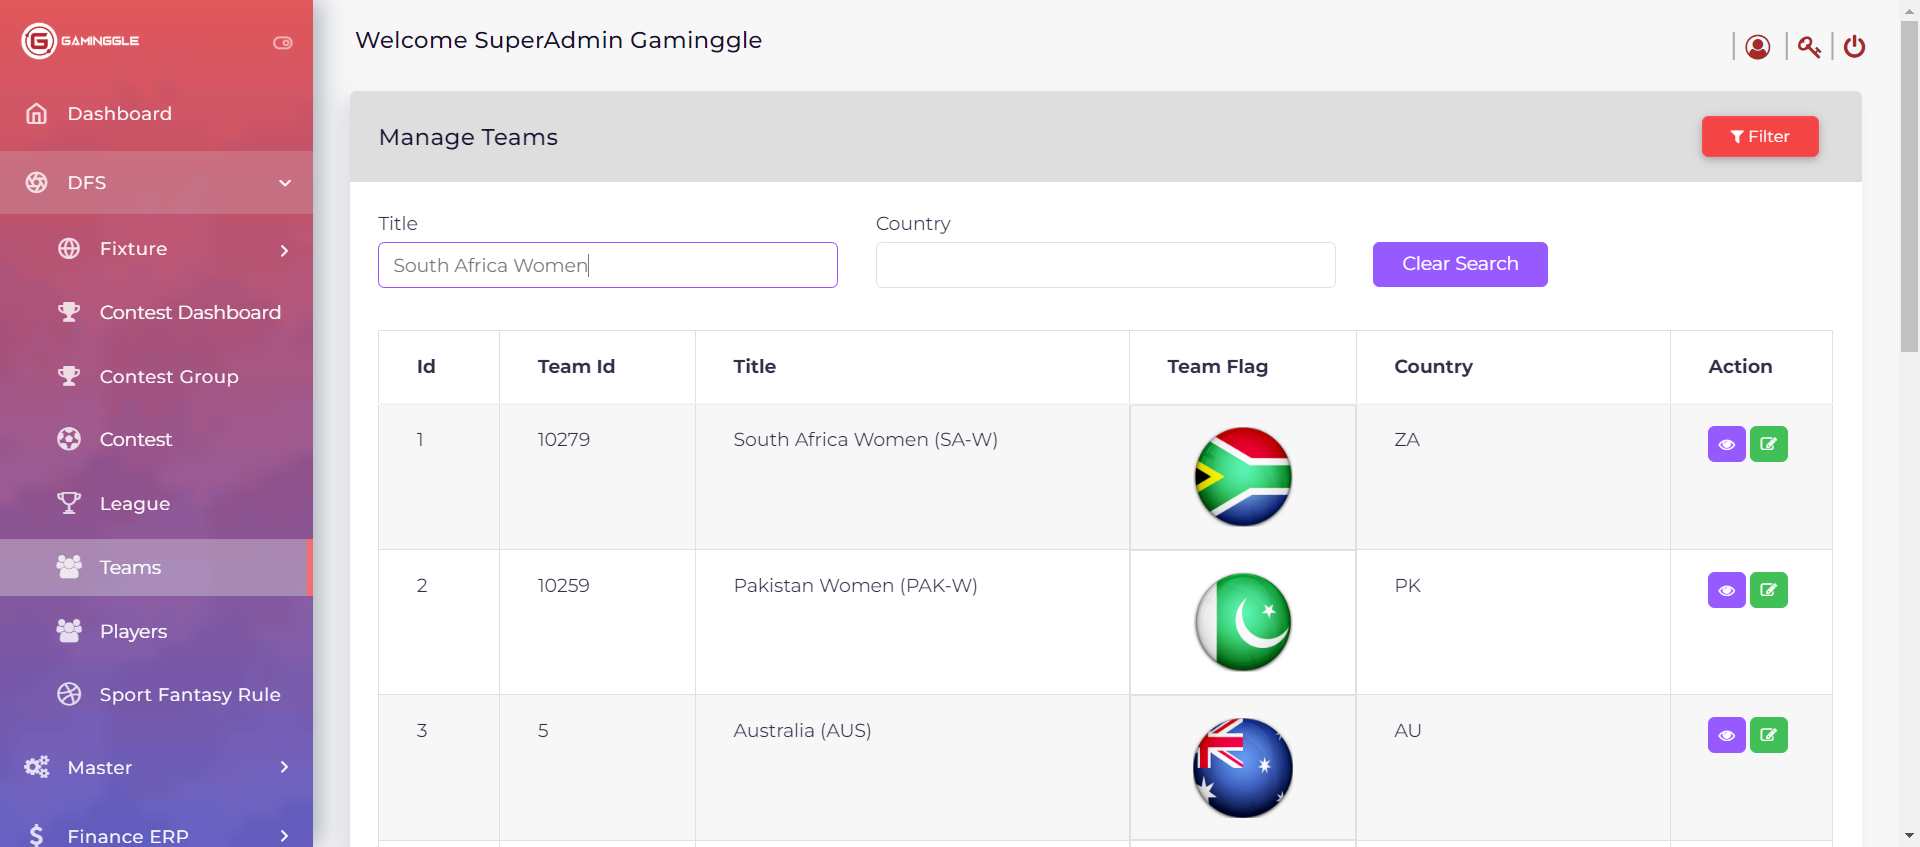 GAMINGGLE
Welcome SuperAdmin Gaminggle
Dashboard
DFS
Fixture
Contest Dashboard
Contest Group
Contest
League
Teams
Players
Sport Fantasy Rule
Master
Finance ERP
Manage Teams
Filter
Title
Country
South Africa Women
Clear Search
Id Team Id Title Team Flag Country Action
1 10279 South Africa Women (SA-W) ZA
2 10259 Pakistan Women (PAK-W) PK
3 5 Australia (AUS) AU